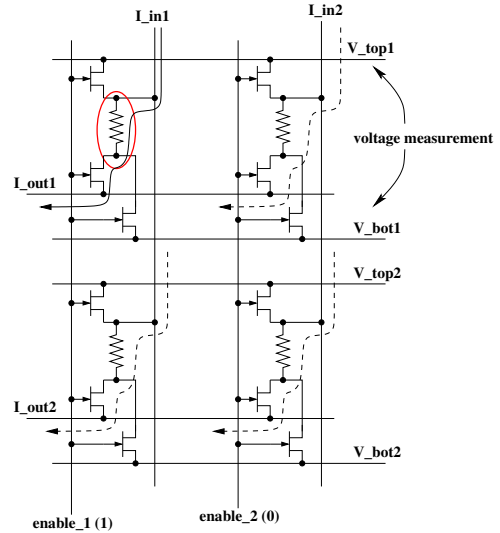 I_in1
I_in2
V_top1
voltage measurement
I_out1
V_bot1
V_top2
I_out2
V_bot2
enable_1 (1)
enable_2 (0)